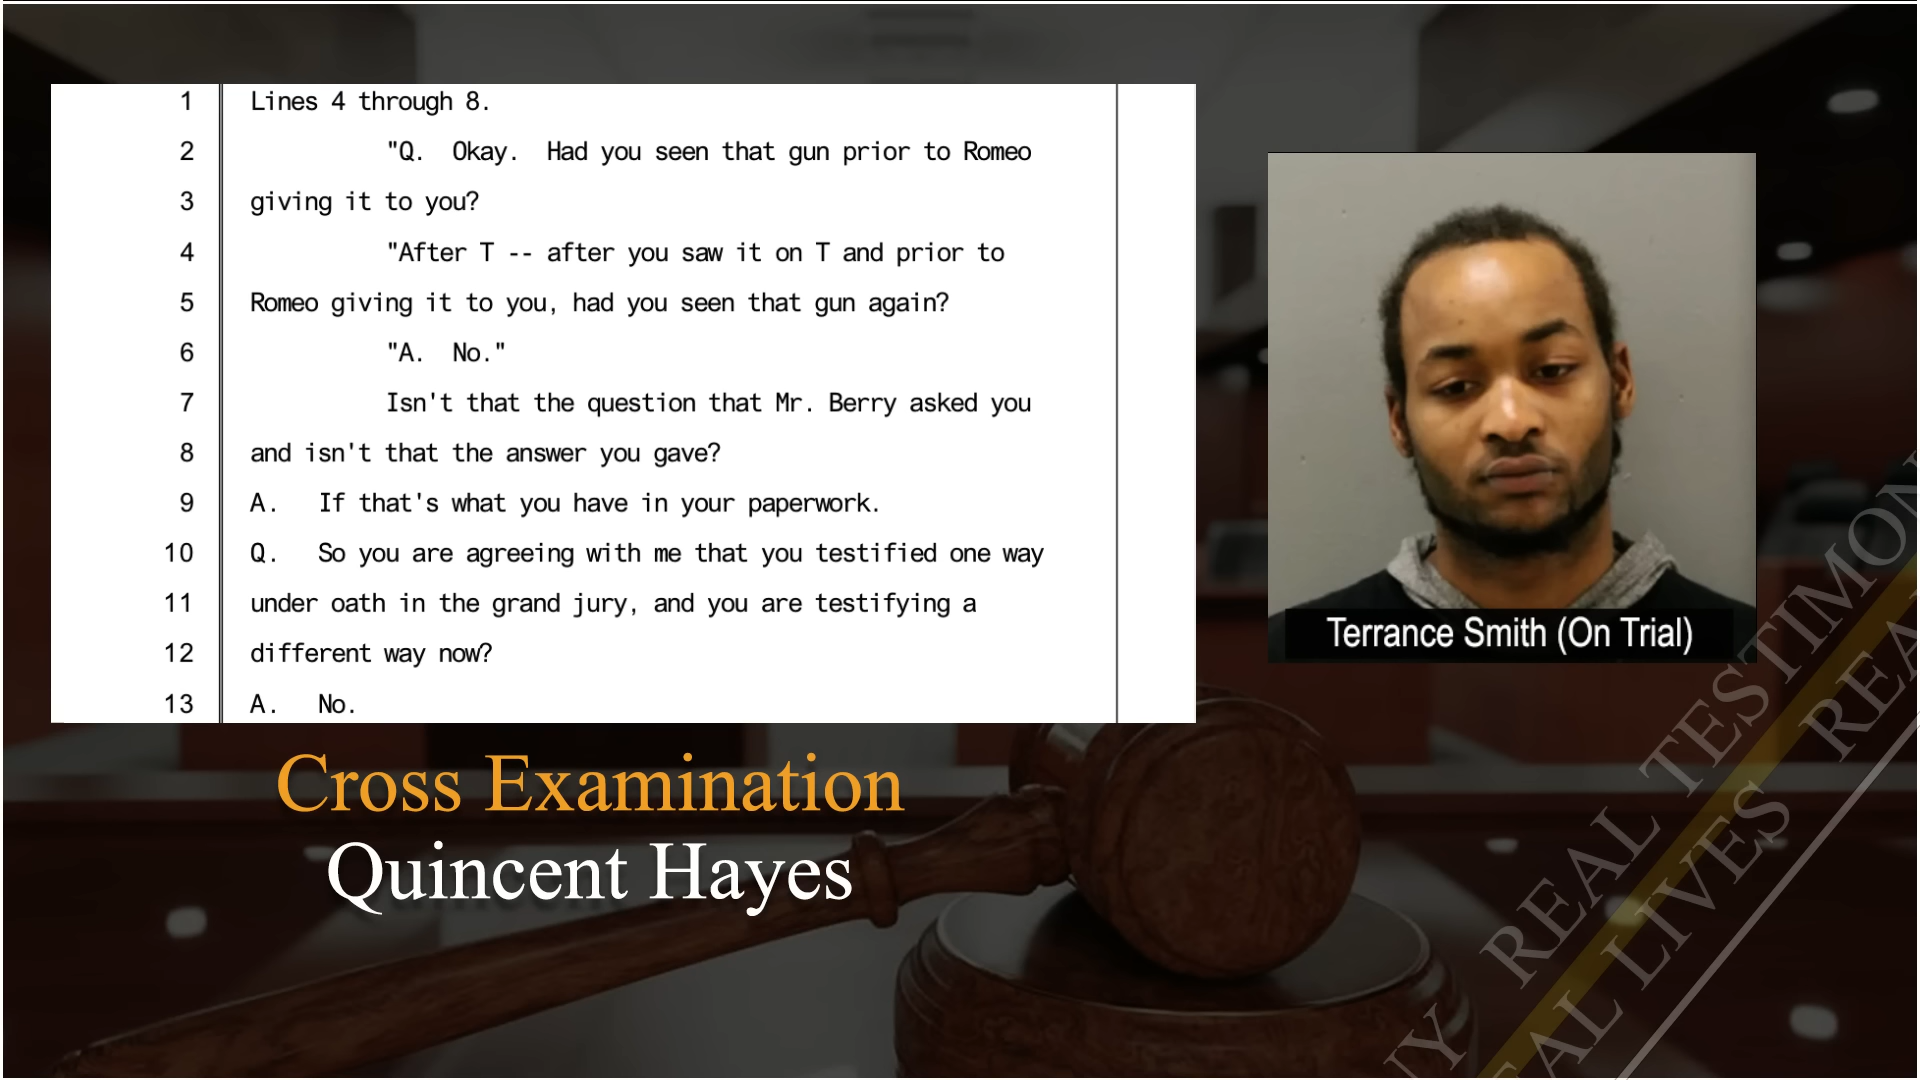 1 Lines 4 through 8.
2 "Q. Okay. Had you seen that gun prior to Romeo
3 giving it to you?
4 "After T -- after you saw it on T and prior to
5 Romeo giving it to you, had you seen that gun again?
6 "A. No."
7 Isn't that the question that Mr. Berry asked you
8 and isn't that the answer you gave?
9 A. If that's what you have in your paperwork.
10 Q. So you are agreeing with me that you testified one way
11 under oath in the grand jury, and you are testifying a
12 different way now?
13 A. No.
Terrance Smith (On Trial)
Cross Examination
Quincent Hayes
REAL TESTIMON
REAL LIVES